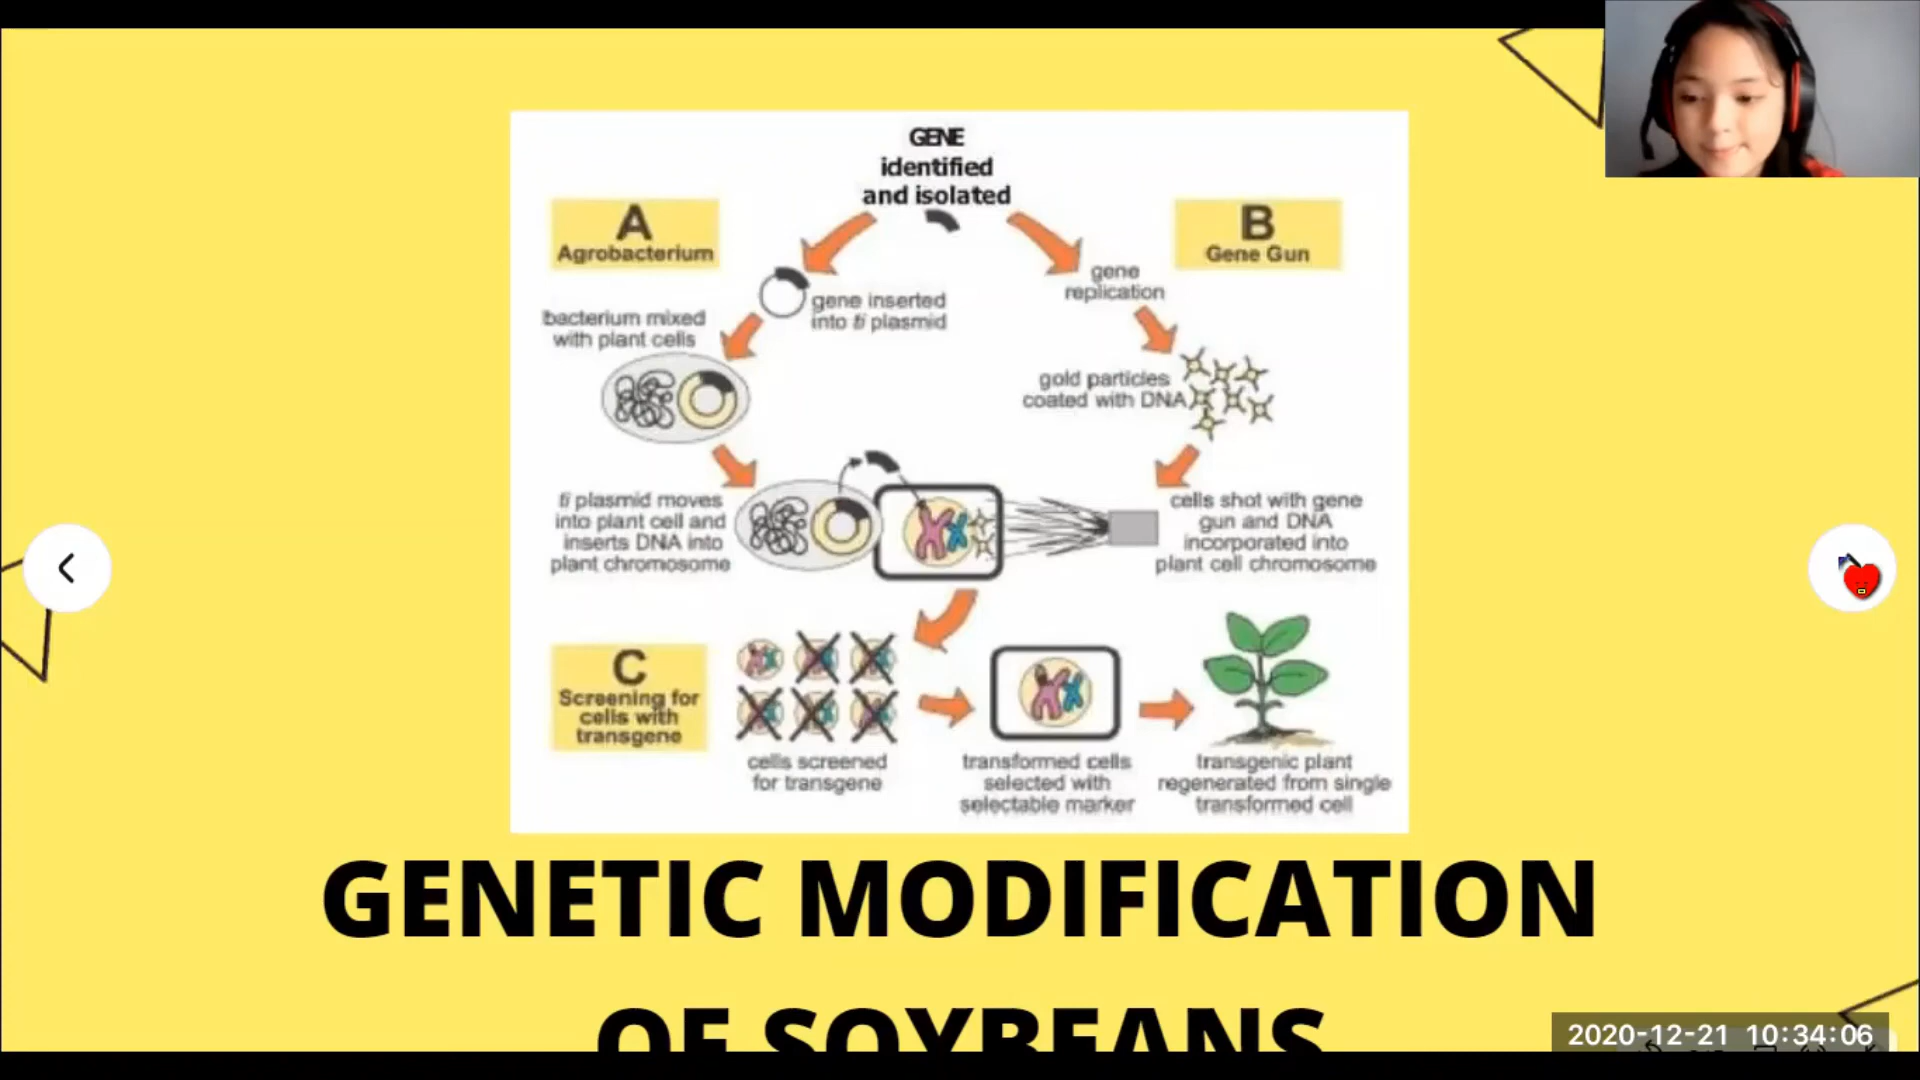 GENE
identified
and isolated
A
Agrobacterium
B
Gene Gun
gene inserted
into ti plasmid
gene
replication
bacterium mixed
with plant cells
gold particles
coated with DNA
ti plasmid moves
into plant cell and
inserts DNA into
plant chromosome
cells shot with gene
gun and DNA
incorporated into
plant cell chromosome
C
Screening for
cells with
transgene
cells screened
for transgene
transformed cells
selected with
selectable marker
transgenic plant
regenerated from single
transformed cell
GENETIC MODIFICATION
OF SOYBEANS
2020-12-21 10:34:06